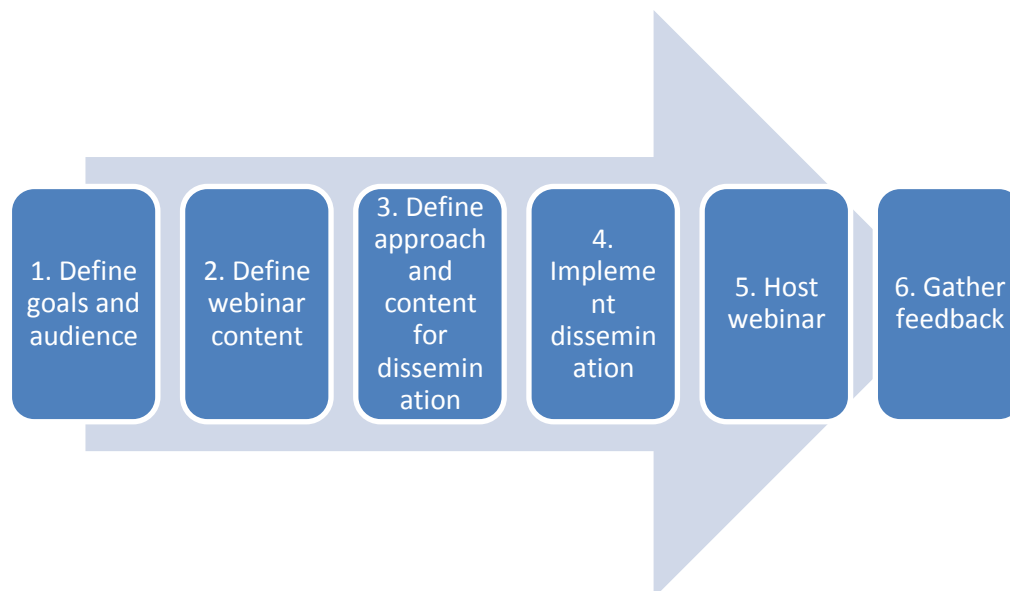 1. Define
goals and
audience
2. Define
webinar
content
3. Define
approach
and
content
for
dissemin
ation
4.
Impleme
nt
dissemin
ation
5. Host
webinar
6. Gather
feedback